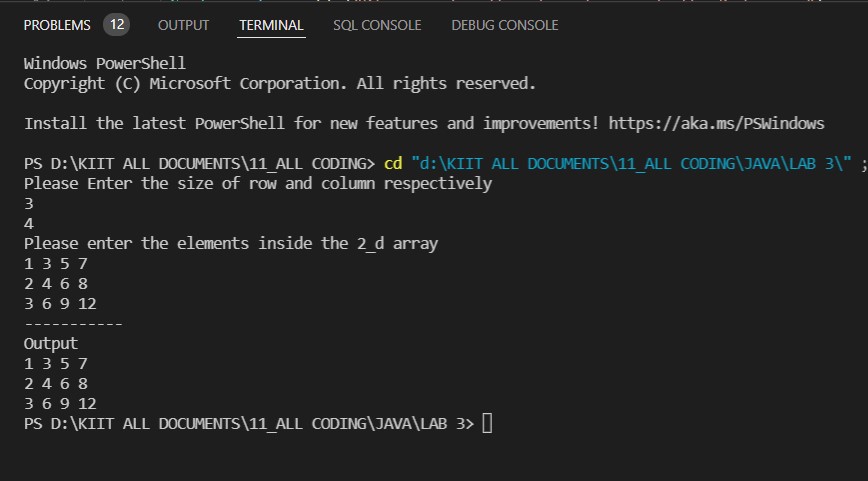 PROBLEMS 12 OUTPUT TERMINAL SQL CONSOLE DEBUG CONSOLE
Windows PowerShell
Copyright (C) Microsoft Corporation. All rights reserved.
Install the latest PowerShell for new features and improvements! https://aka.ms/PSWindows
PS D:\KIIT ALL DOCUMENTS\11_ALL CODING> cd "d:\KIIT ALL DOCUMENTS\11_ALL CODING\JAVA\LAB 3\" ;
Please Enter the size of row and column respectively
3
4
Please enter the elements inside the 2_d array
1 3 5 7
2 4 6 8
3 6 9 12
-----------
Output
1 3 5 7
2 4 6 8
3 6 9 12
PS D:\KIIT ALL DOCUMENTS\11_ALL CODING\JAVA\LAB 3>